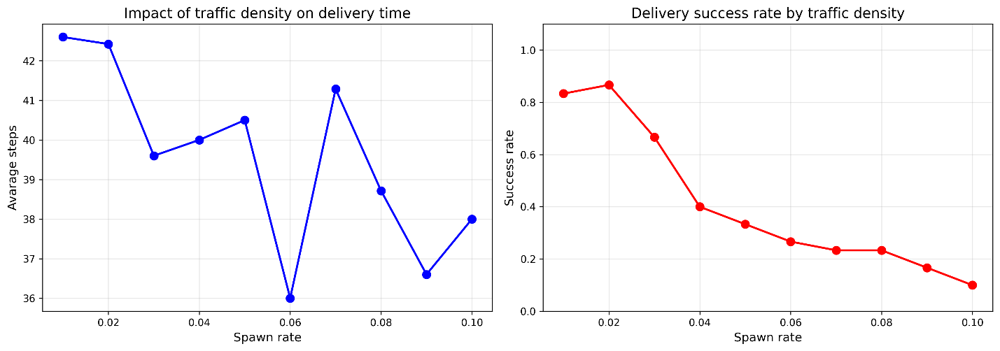 Impact of traffic density on delivery time
42
41
40
39
38
37
36
Avarage steps
0.02 0.04 0.06 0.08 0.10
Spawn rate
Delivery success rate by traffic density
1.0
0.8
0.6
0.4
0.2
0.0
Success rate
0.02 0.04 0.06 0.08 0.10
Spawn rate